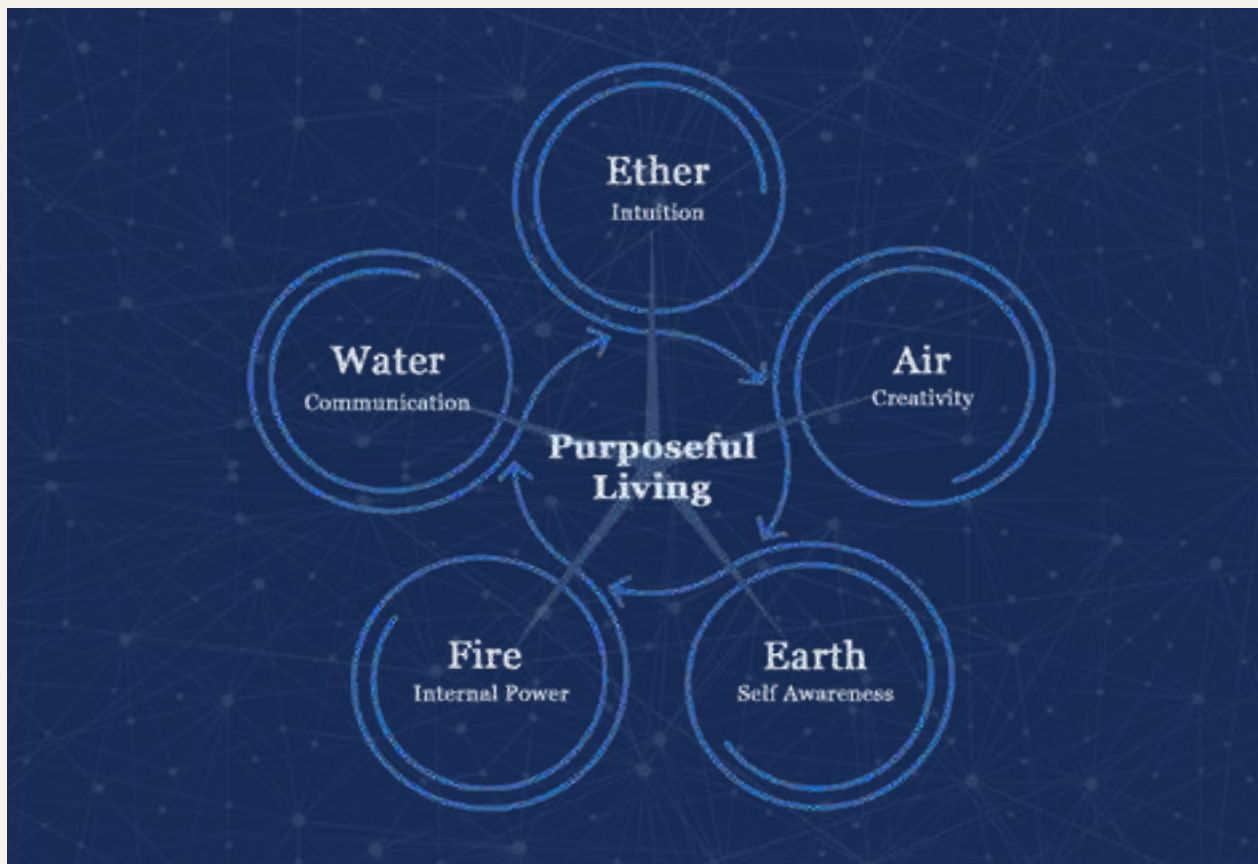 Ether
Intuition
Water
Communication
Air
Creativity
Purposeful
Living
Fire
Internal Power
Earth
Self Awareness